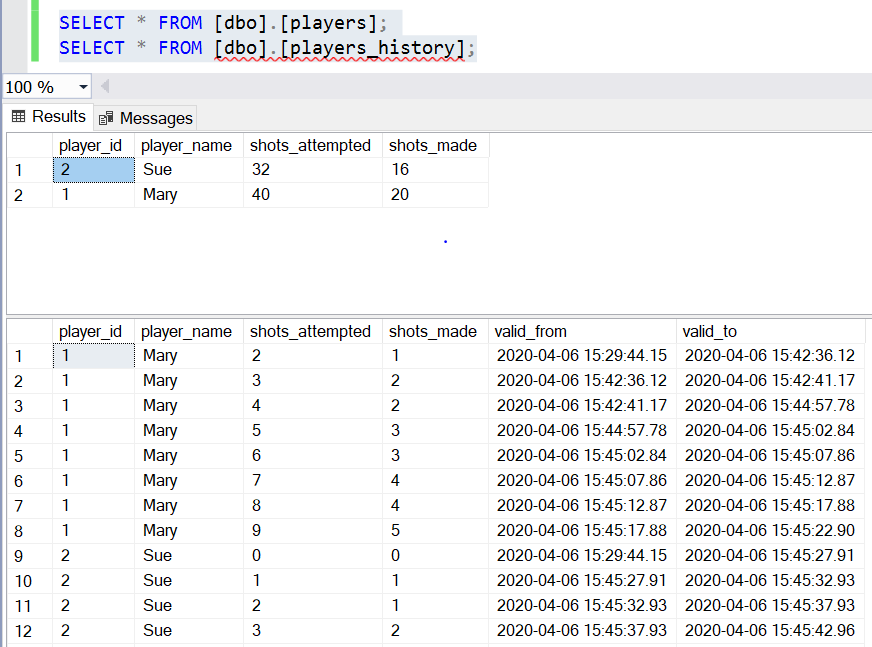 SELECT * FROM [dbo].[players];
SELECT * FROM [dbo].[players_history];
100 %
Results Messages
player_id player_name shots_attempted shots_made
1 2 Sue 32 16
2 1 Mary 40 20
player_id player_name shots_attempted shots_made valid_from valid_to
1 1 Mary 2 1 2020-04-06 15:29:44.15 2020-04-06 15:42:36.12
2 1 Mary 3 2 2020-04-06 15:42:36.12 2020-04-06 15:42:41.17
3 1 Mary 4 2 2020-04-06 15:42:41.17 2020-04-06 15:44:57.78
4 1 Mary 5 3 2020-04-06 15:44:57.78 2020-04-06 15:45:02.84
5 1 Mary 6 3 2020-04-06 15:45:02.84 2020-04-06 15:45:07.86
6 1 Mary 7 4 2020-04-06 15:45:07.86 2020-04-06 15:45:12.87
7 1 Mary 8 4 2020-04-06 15:45:12.87 2020-04-06 15:45:17.88
8 1 Mary 9 5 2020-04-06 15:45:17.88 2020-04-06 15:45:22.90
9 2 Sue 0 0 2020-04-06 15:29:44.15 2020-04-06 15:45:27.91
10 2 Sue 1 1 2020-04-06 15:45:27.91 2020-04-06 15:45:32.93
11 2 Sue 2 1 2020-04-06 15:45:32.93 2020-04-06 15:45:37.93
12 2 Sue 3 2 2020-04-06 15:45:37.93 2020-04-06 15:45:42.96